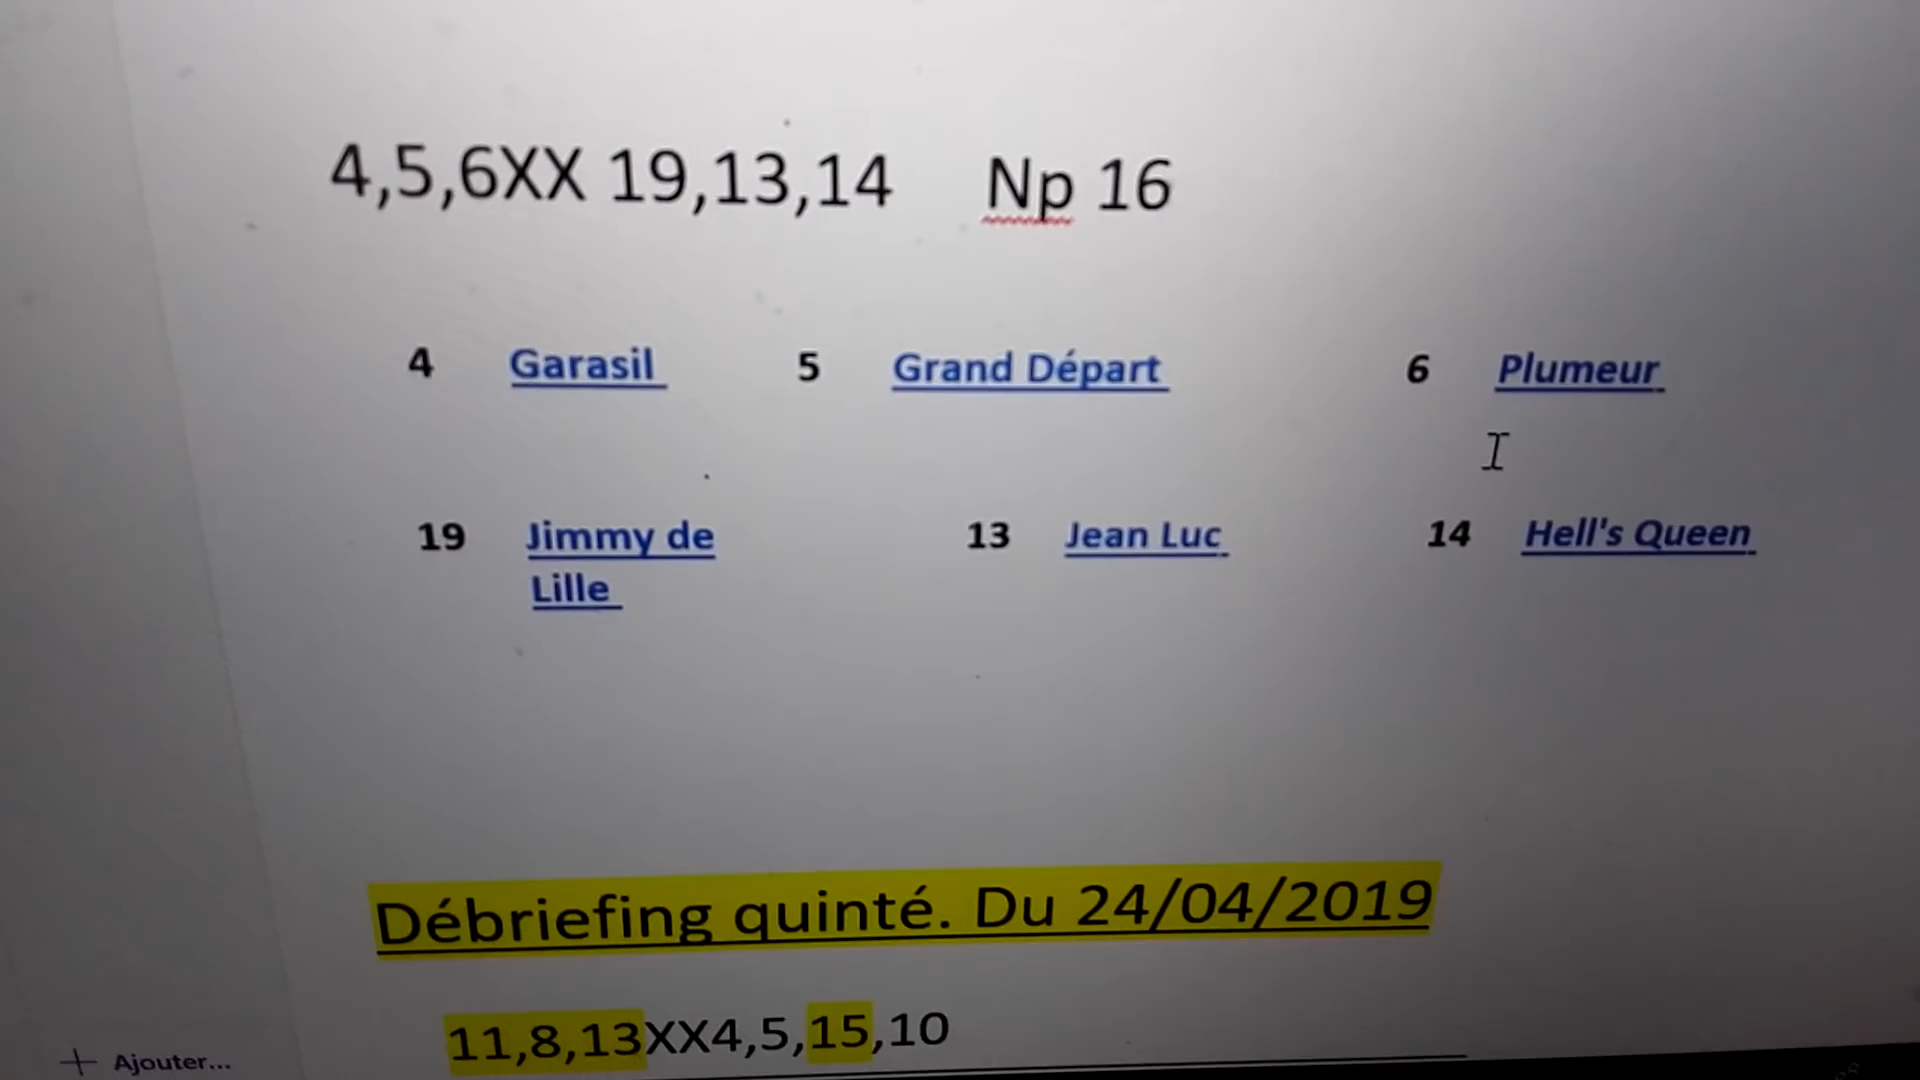 4,5,6XX 19,13,14 Np 16
4 Garasil 5 Grand Départ 6 Plumeur
19 Jimmy de 13 Jean Luc 14 Hell's Queen
Lille
Débriefing quinté. Du 24/04/2019
11,8,13XX4,5,15,10
Ajouter...